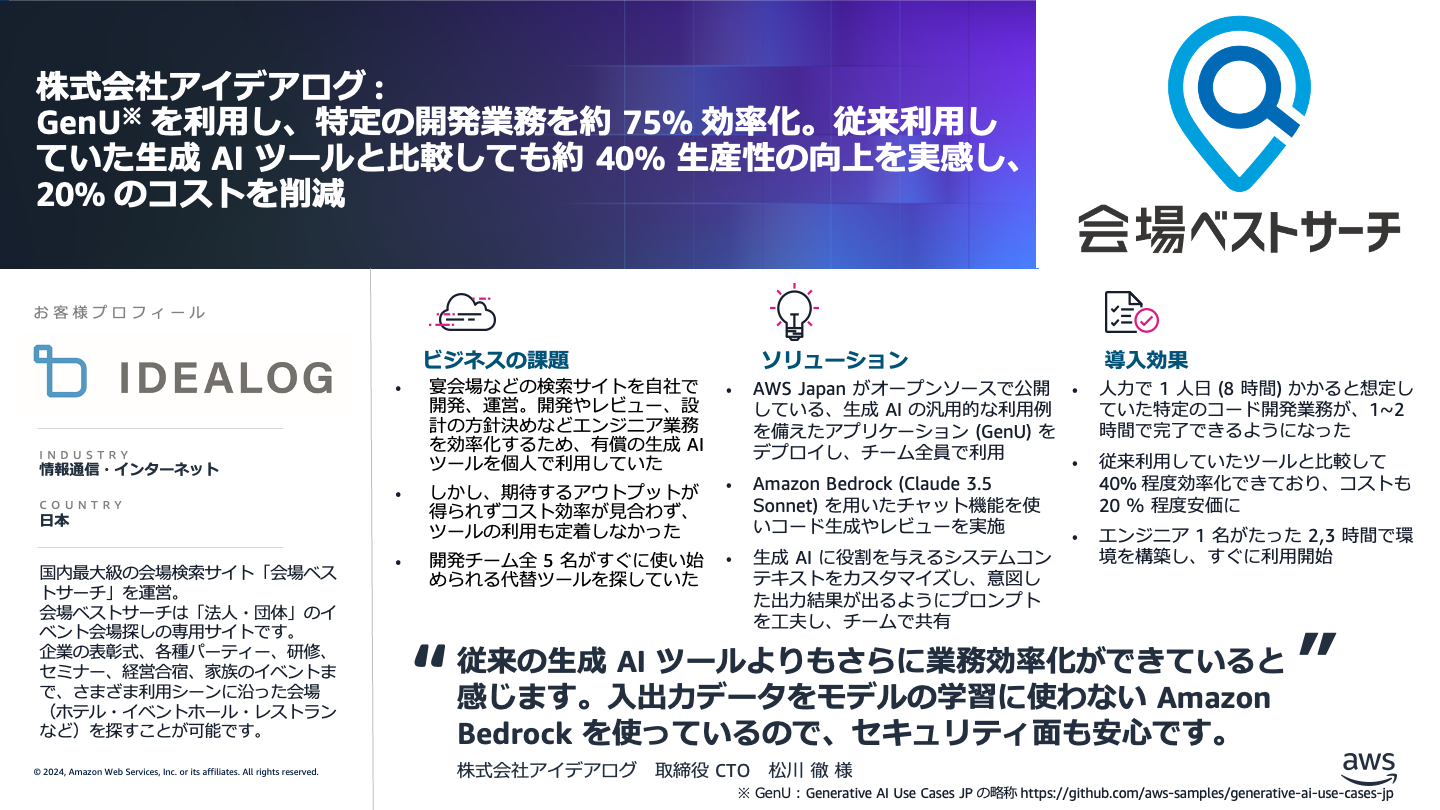 株式会社アイデアログ :
GenU※ を利用し、特定の開発業務を約 75% 効率化。従来利用し
ていた生成 AI ツールと比較しても約 40% 生産性の向上を実感し、
20% のコストを削減
会場ベストサーチ
お客様プロフィール
IDEALOG
INDUSTRY
情報通信・インターネット
COUNTRY
日本
国内最大級の会場検索サイト「会場ベス
トサーチ」を運営。
会場ベストサーチは「法人・団体」のイ
ベント会場探しの専用サイトです。
企業の表彰式、各種パーティー、研修、
セミナー、経営合宿、家族のイベントま
で、さまざま利用シーンに沿った会場
（ホテル・イベントホール・レストラン
など）を探すことが可能です。
© 2024, Amazon Web Services, Inc. or its affiliates. All rights reserved.
ビジネスの課題
• 宴会場などの検索サイトを自社で
開発、運営。開発やレビュー、設
計の方針決めなどエンジニア業務
を効率化するため、有償の生成 AI
ツールを個人で利用していた
• しかし、期待するアウトプットが
得られずコスト効率が見合わず、
ツールの利用も定着しなかった
• 開発チーム全 5 名がすぐに使い始
められる代替ツールを探していた
ソリューション
• AWS Japan がオープンソースで公開
している、生成 AI の汎用的な利用例
を備えたアプリケーション (GenU) を
デプロイし、チーム全員で利用
• Amazon Bedrock (Claude 3.5
Sonnet) を用いたチャット機能を使
いコード生成やレビューを実施
• 生成 AI に役割を与えるシステムコン
テキストをカスタマイズし、意図し
た出力結果が出るようにプロンプト
を工夫し、チームで共有
導入効果
• 人力で 1 人日 (8 時間) かかると想定し
ていた特定のコード開発業務が、1~2
時間で完了できるようになった
• 従来利用していたツールと比較して
40% 程度効率化できており、コストも
20 % 程度安価に
• エンジニア 1 名がたった 2,3 時間で環
境を構築し、すぐに利用開始
“従来の生成 AI ツールよりもさらに業務効率化ができていると”
感じます。入出力データをモデルの学習に使わない Amazon
Bedrock を使っているので、セキュリティ面も安心です。
株式会社アイデアログ　取締役 CTO　松川 徹 様
aws
※ GenU : Generative AI Use Cases JP の略称 https://github.com/aws-samples/generative-ai-use-cases-jp